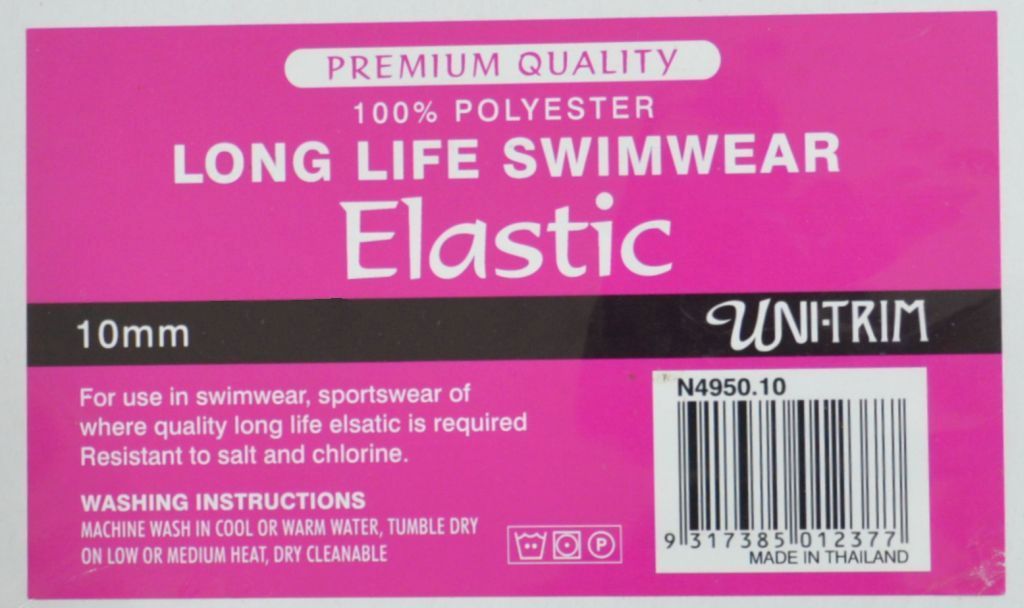 PREMIUM QUALITY
100% POLYESTER
LONG LIFE SWIMWEAR
Elastic
10mm
UNI-TRIM
For use in swimwear, sportswear of
where quality long life elsatic is required
Resistant to salt and chlorine.
WASHING INSTRUCTIONS
MACHINE WASH IN COOL OR WARM WATER, TUMBLE DRY
ON LOW OR MEDIUM HEAT, DRY CLEANABLE
P
N4950.10
9 317385 012377
MADE IN THAILAND